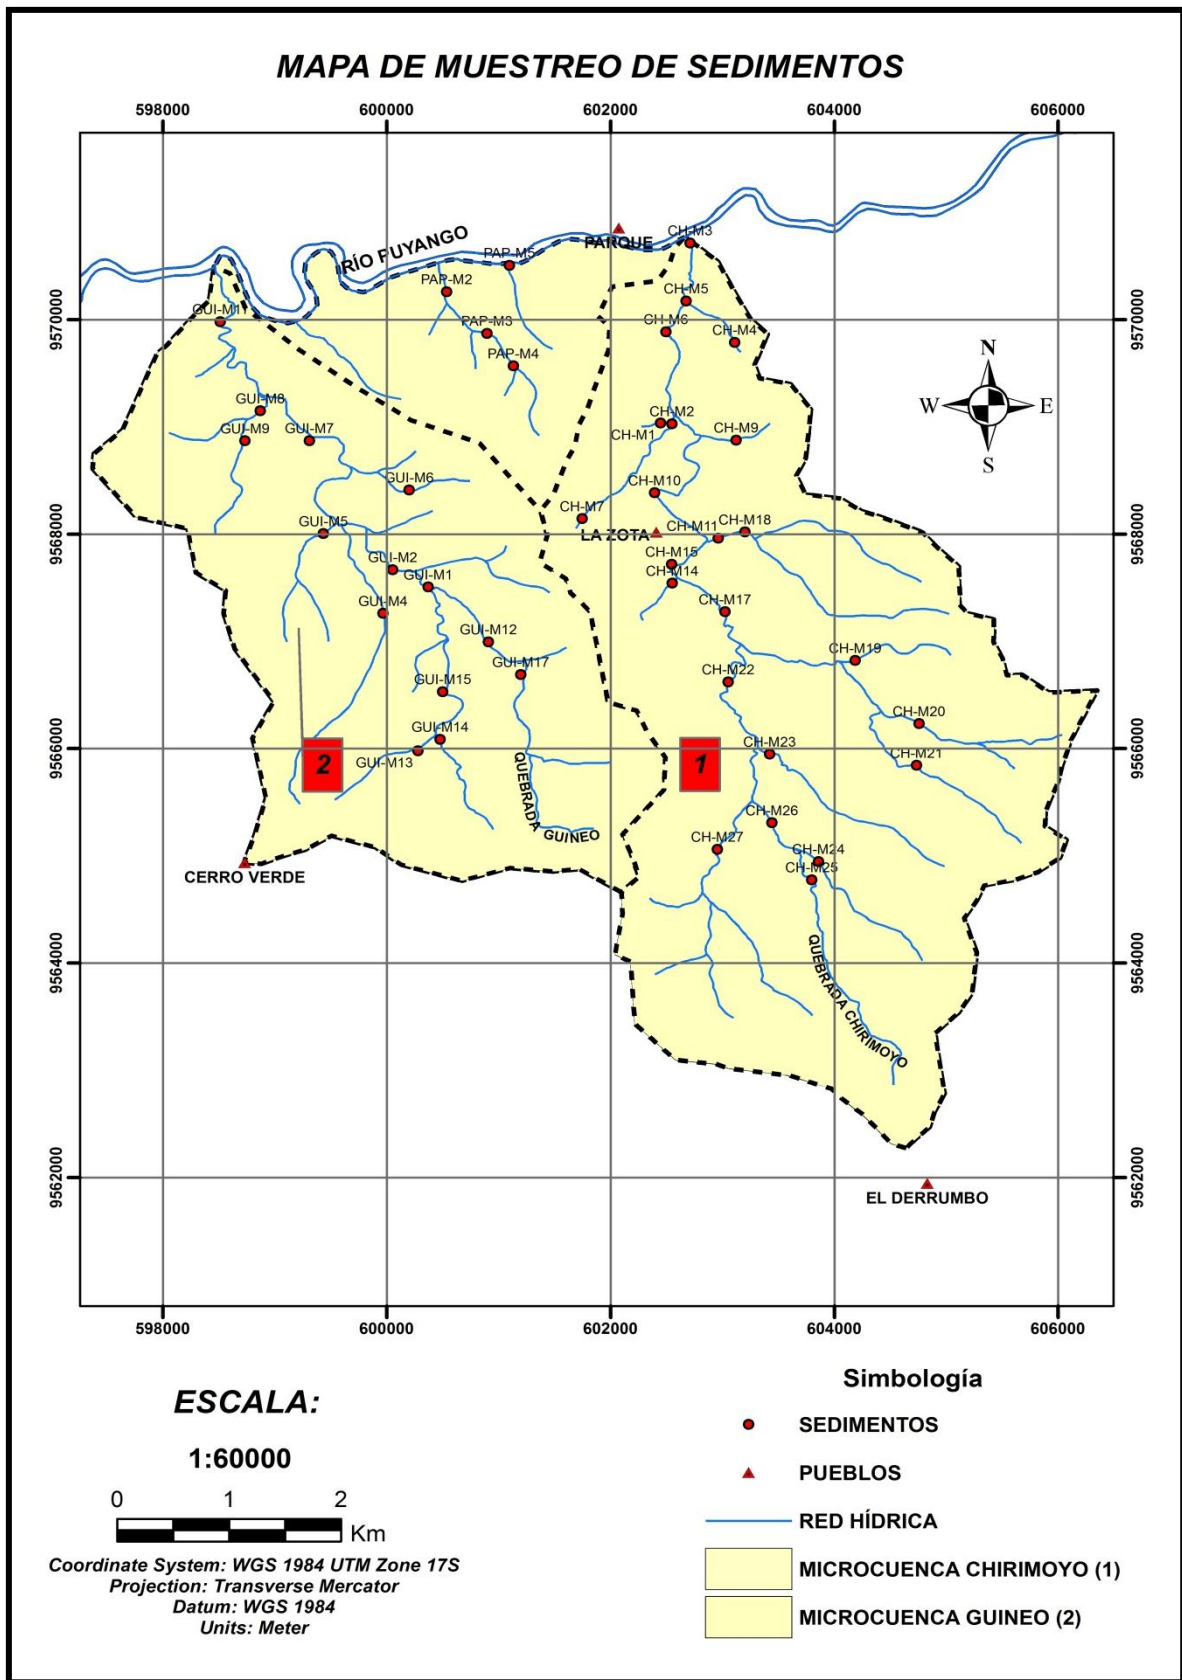 MAPA DE MUESTREO DE SEDIMENTOS
598000 600000 602000 604000 606000
9570000 9570000
9568000 9568000
9566000 9566000
9564000 9564000
9562000 9562000
RÍO PUYANGO
PARQUE
CH-M3
PAP-M5
PAP-M2
CH-M5
GUI-M11
PAP-M3
CH-M6
CH-M4
PAP-M4
N
W E
S
GUI-M8
CH-M2
GUI-M9
GUI-M7
CH-M1
CH-M9
GUI-M6
CH-M10
CH-M7
GUI-M5
LA ZOTA
CH-M11
CH-M18
GUI-M2
CH-M15
GUI-M1
CH-M14
GUI-M4
CH-M17
GUI-M12
CH-M19
GUI-M17
GUI-M15
CH-M22
CH-M20
GUI-M14
GUI-M13
CH-M23
CH-M21
2
1
QUEBRADA GUINEO
CH-M26
CH-M27
CH-M24
CH-M25
CERRO VERDE
QUEBRADA CHIRIMOYO
EL DERRUMBO
598000 600000 602000 604000 606000
ESCALA:
1:60000
0 1 2
Km
Coordinate System: WGS 1984 UTM Zone 17S
Projection: Transverse Mercator
Datum: WGS 1984
Units: Meter
Simbología
SEDIMENTOS
PUEBLOS
RED HÍDRICA
MICROCUENCA CHIRIMOYO (1)
MICROCUENCA GUINEO (2)